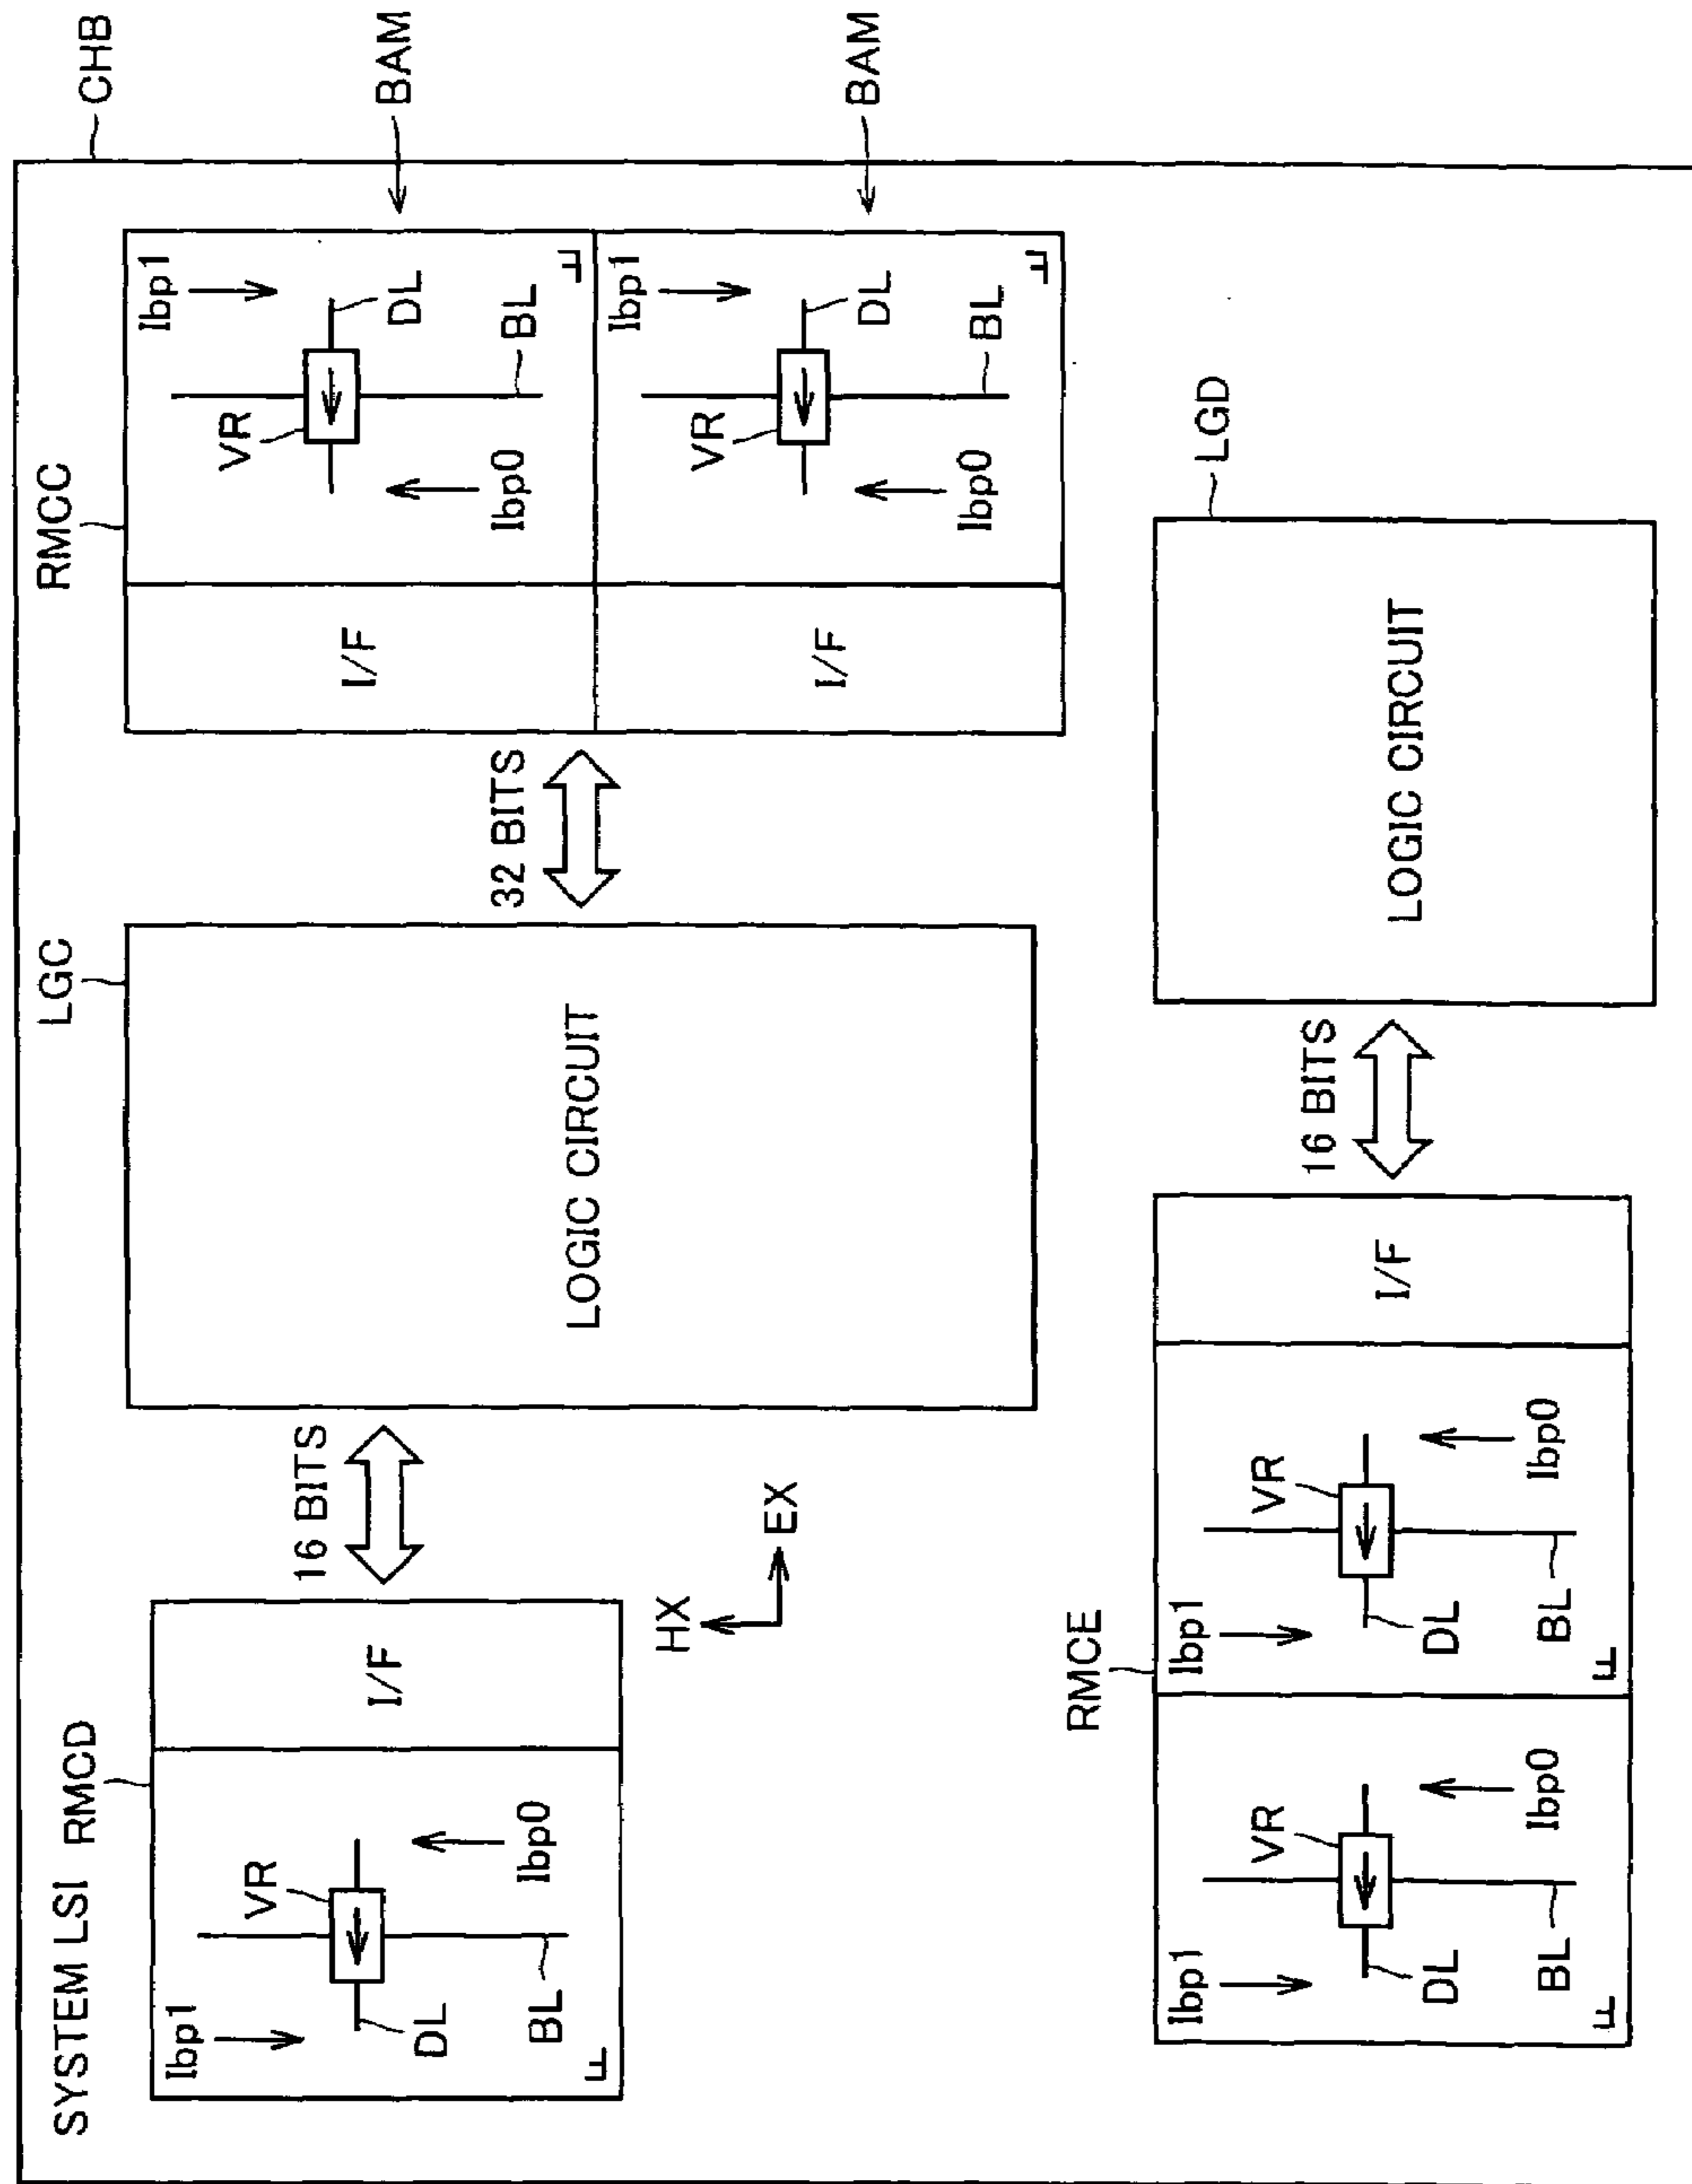 SYSTEM LSI
CHB
RMCD
Ibp1
VR
DL
BL
Ibp0
F
I/F
16 BITS
LGC
LOGIC CIRCUIT
32 BITS
RMCC
I/F
VR
Ibp1
DL
Ibp0
BL
F
BAM
I/F
VR
Ibp1
DL
Ibp0
BL
F
BAM
HX
EX
RMCE
Ibp1
VR
DL
BL
Ibp0
F
Ibp1
VR
DL
BL
Ibp0
F
I/F
16 BITS
LGD
LOGIC CIRCUIT